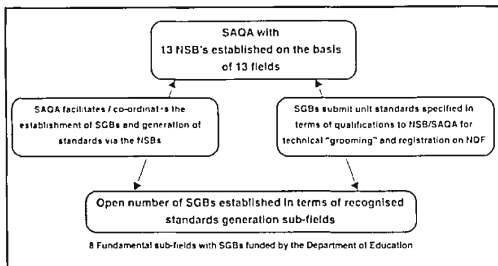 SAQA with
13 NSB's established on the basis
of 13 fields
SAQA facilitates / co-ordinates the
establishment of SGBs and generation of
standards via the NSBs
SGBs submit unit standards specified in
terms of qualifications to NSB/SAQA for
technical "grooming" and registration on NQF
Open number of SGBs established in terms of recognised
standards generation sub-fields
8 Fundamental sub-fields with SGBs funded by the Department of Education